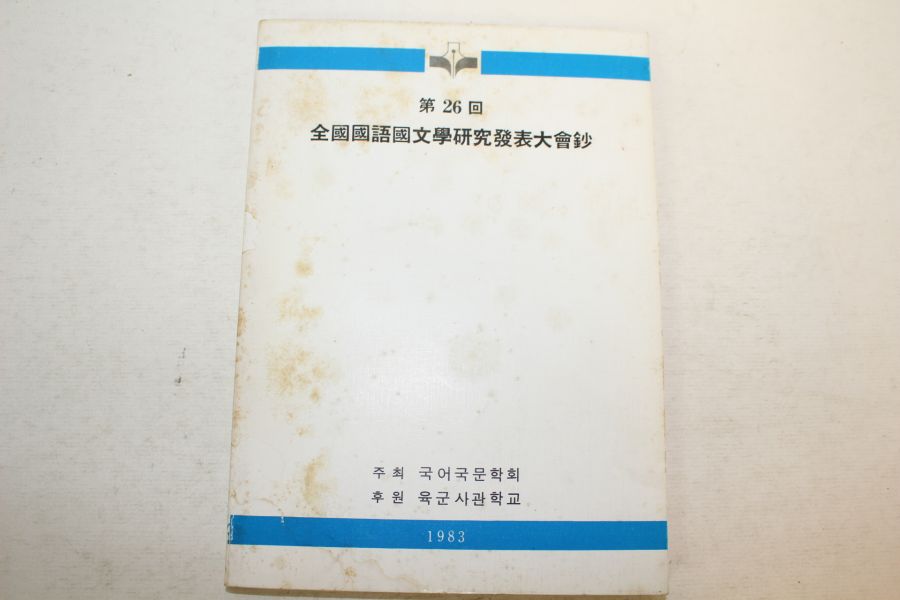 第 26 回
全國國語國文學研究發表大會鈔
주최 국어국문학회
후원 육군사관학교
1983